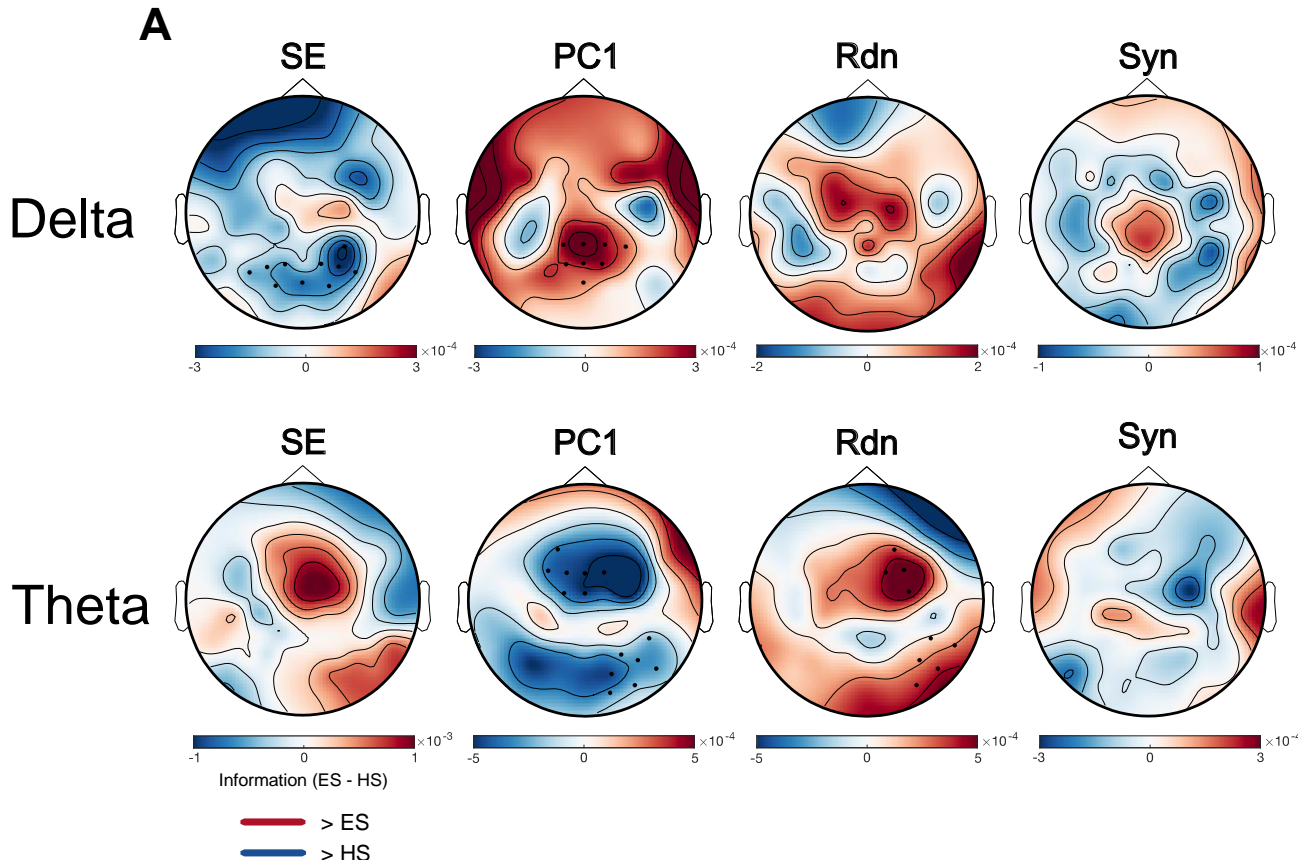 A
SE PC1 Rdn Syn
Delta
-3 0 3 ×10⁻⁴ -3 0 3 ×10⁻⁴ -2 0 2 ×10⁻⁴ -1 0 1 ×10⁻⁴
SE PC1 Rdn Syn
Theta
-1 0 1 ×10⁻³ -5 0 5 ×10⁻⁴ -5 0 5 ×10⁻⁴ -3 0 3 ×10⁻⁴
Information (ES - HS)
> ES
> HS